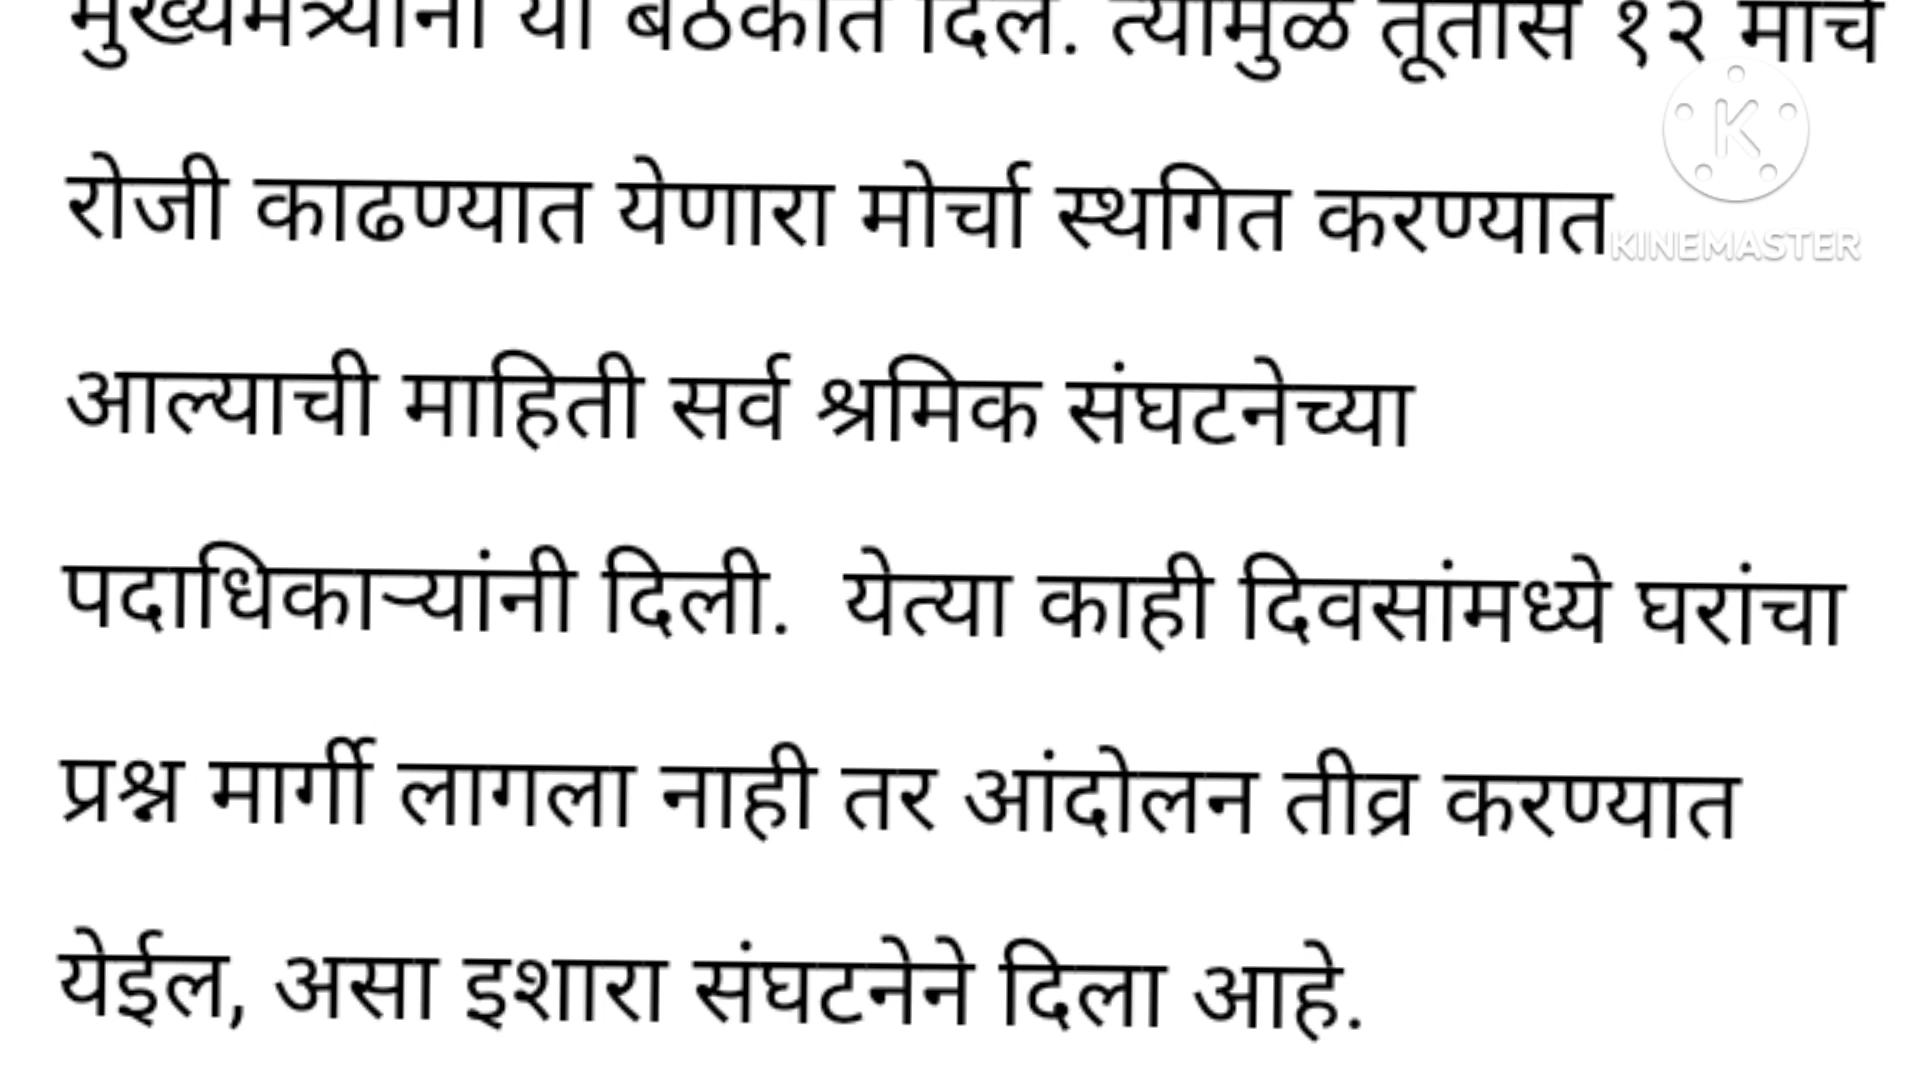 मुख्यमंत्र्यांनी या बैठकीत दिले. त्यामुळे तूर्तास १२ मार्च
रोजी काढण्यात येणारा मोर्चा स्थगित करण्यात
KINEMASTER
आल्याची माहिती सर्व श्रमिक संघटनेच्या
पदाधिकाऱ्यांनी दिली. येत्या काही दिवसांमध्ये घरांचा
प्रश्न मार्गी लागला नाही तर आंदोलन तीव्र करण्यात
येईल, असा इशारा संघटनेने दिला आहे.